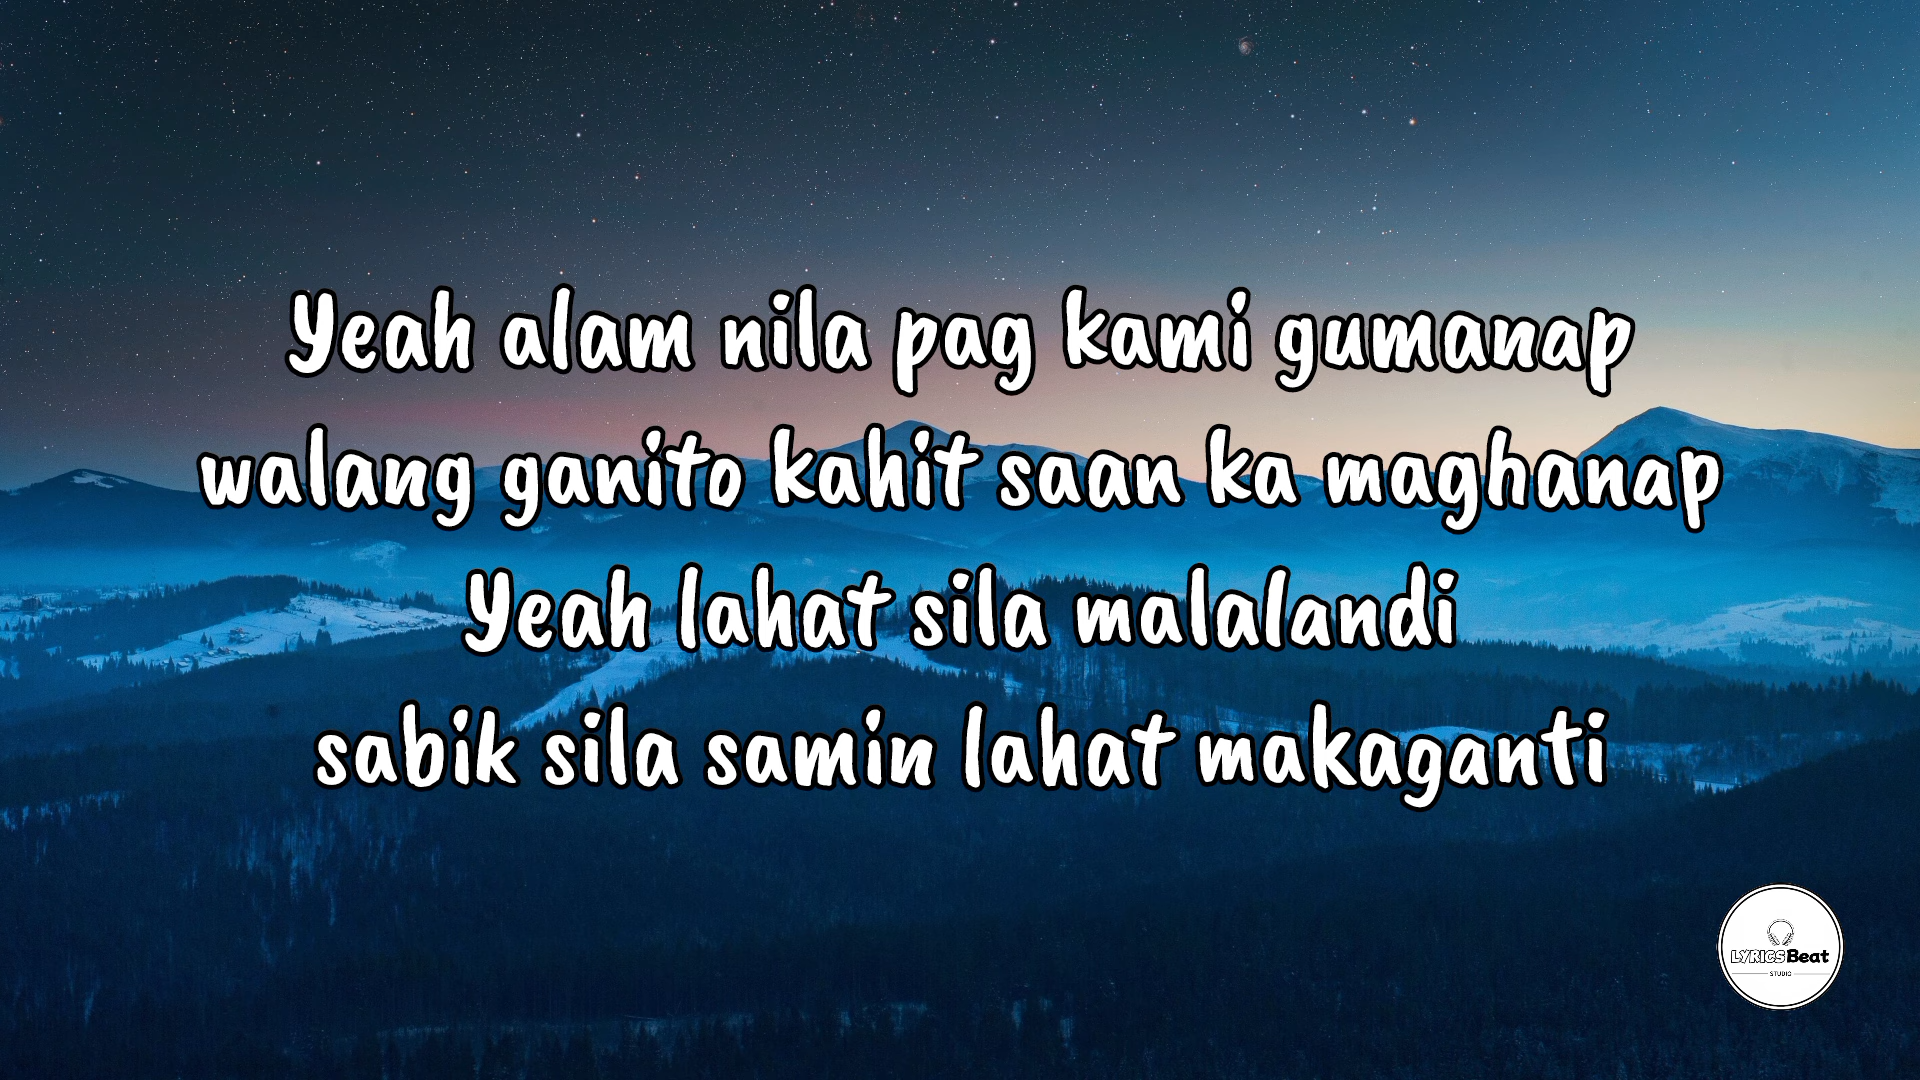 Yeah alam nila pag kami gumanap
walang ganito kahit saan ka maghanap
Yeah lahat sila malalandi
sabik sila samin lahat makaganti
LYRICSBeat
STUDIO